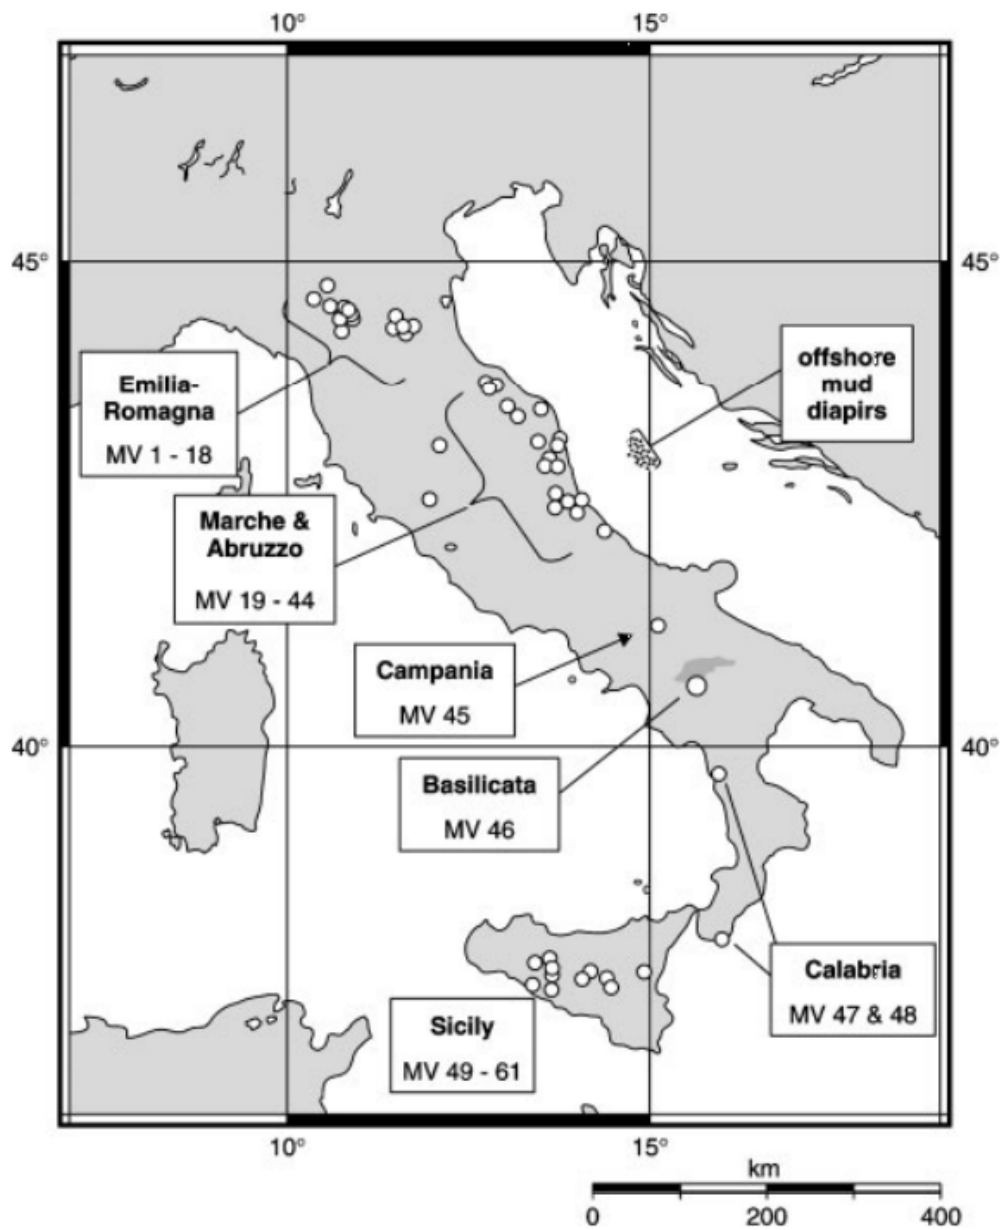 10°
15°
45°
45°
offshore
mud
diapirs
Emilia-
Romagna
MV 1 - 18
Marche &
Abruzzo
MV 19 - 44
Campania
MV 45
40°
40°
Basilicata
MV 46
Calabria
MV 47 & 48
Sicily
MV 49 - 61
10°
15°
km
0
200
400